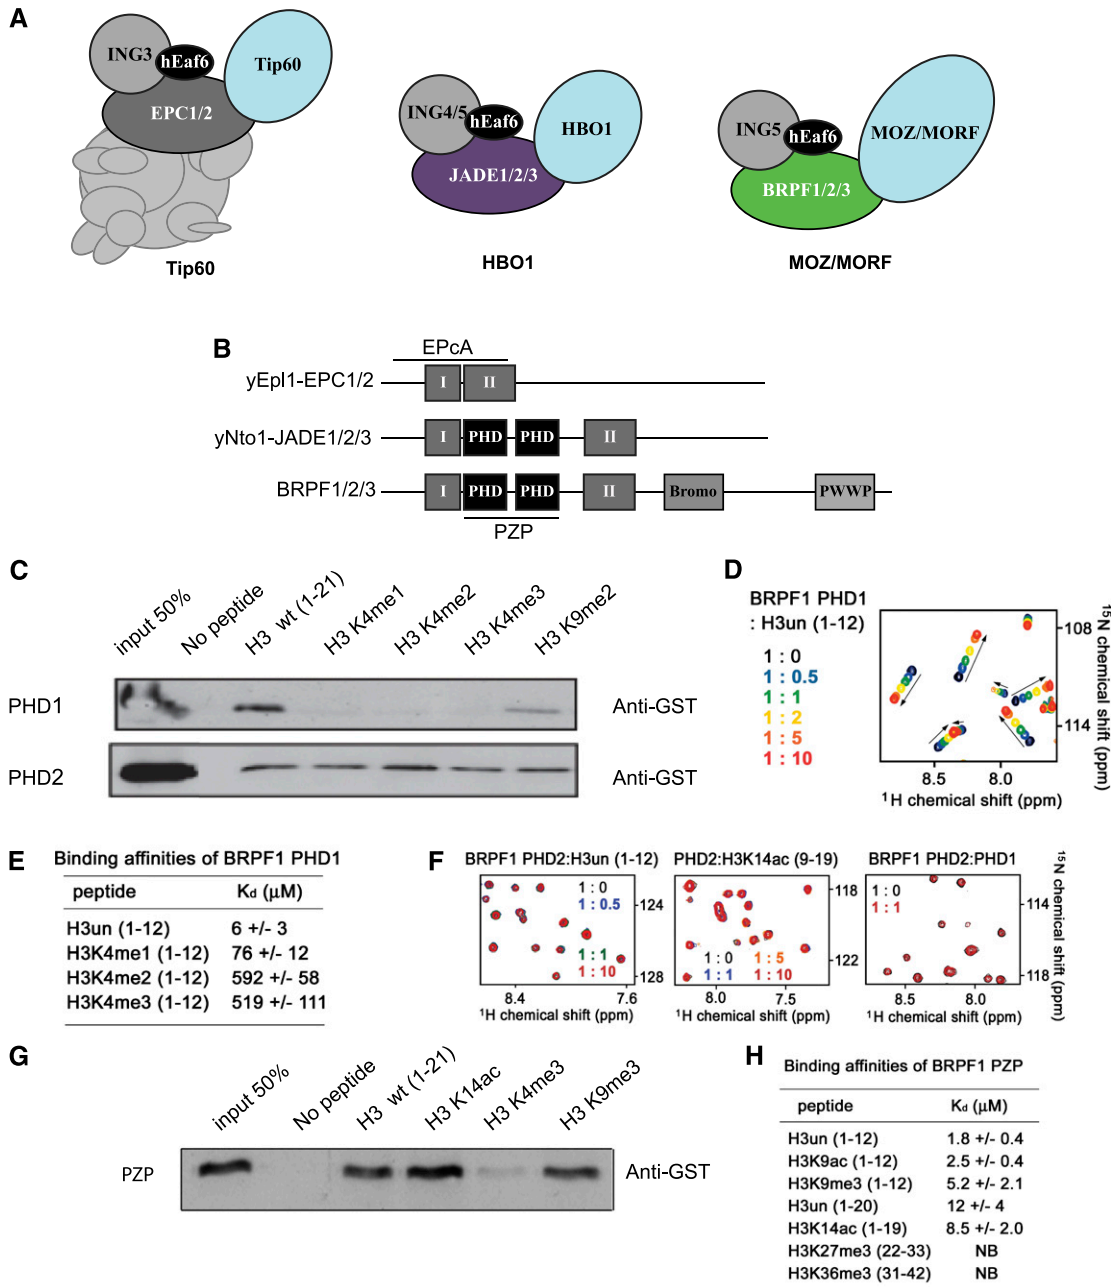 A
ING3
hEaf6
Tip60
EPC1/2
Tip60
ING4/5
hEaf6
HBO1
JADE1/2/3
HBO1
ING5
hEaf6
MOZ/MORF
BRPF1/2/3
MOZ/MORF
B
EPcA
yEpl1-EPC1/2
I
II
yNto1-JADE1/2/3
I
PHD
PHD
II
BRPF1/2/3
I
PHD
PHD
II
Bromo
PWWP
PZP
C
input 50%
No peptide
H3 wt (1-21)
H3 K4me1
H3 K4me2
H3 K4me3
H3 K9me2
PHD1
Anti-GST
PHD2
Anti-GST
D
BRPF1 PHD1
: H3un (1-12)
1 : 0
1 : 0.5
1 : 1
1 : 2
1 : 5
1 : 10
108
114
8.5
8.0
¹H chemical shift (ppm)
¹⁵N chemical shift (ppm)
E
Binding affinities of BRPF1 PHD1
peptide Kd (μM)
H3un (1-12) 6 +/- 3
H3K4me1 (1-12) 76 +/- 12
H3K4me2 (1-12) 592 +/- 58
H3K4me3 (1-12) 519 +/- 111
F
BRPF1 PHD2:H3un (1-12)
1 : 0
1 : 0.5
1 : 1
1 : 10
124
128
8.4
7.6
¹H chemical shift (ppm)
PHD2:H3K14ac (9-19)
1 : 0
1 : 5
1 : 1
1 : 10
118
122
8.0
7.5
¹H chemical shift (ppm)
BRPF1 PHD2:PHD1
1 : 0
1 : 1
114
118
8.5
8.0
¹H chemical shift (ppm)
¹⁵N chemical shift (ppm)
G
input 50%
No peptide
H3 wt (1-21)
H3 K14ac
H3 K4me3
H3 K9me3
PZP
Anti-GST
H
Binding affinities of BRPF1 PZP
peptide Kd (μM)
H3un (1-12) 1.8 +/- 0.4
H3K9ac (1-12) 2.5 +/- 0.4
H3K9me3 (1-12) 5.2 +/- 2.1
H3un (1-20) 12 +/- 4
H3K14ac (1-19) 8.5 +/- 2.0
H3K27me3 (22-33) NB
H3K36me3 (31-42) NB